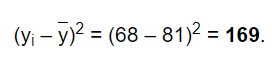 (yᵢ – y̅)² = (68 – 81)² = 169.